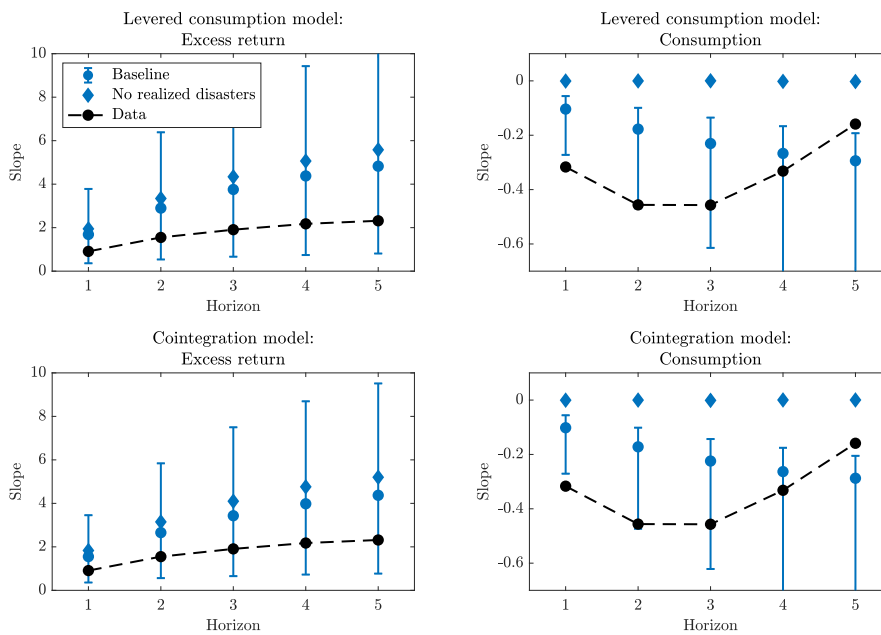 Levered consumption model:
Excess return
10
8
6
4
2
0
Slope
Baseline
No realized disasters
Data
1 2 3 4 5
Horizon
Levered consumption model:
Consumption
0
-0.2
-0.4
-0.6
Slope
1 2 3 4 5
Horizon
Cointegration model:
Excess return
10
8
6
4
2
0
Slope
1 2 3 4 5
Horizon
Cointegration model:
Consumption
0
-0.2
-0.4
-0.6
Slope
1 2 3 4 5
Horizon